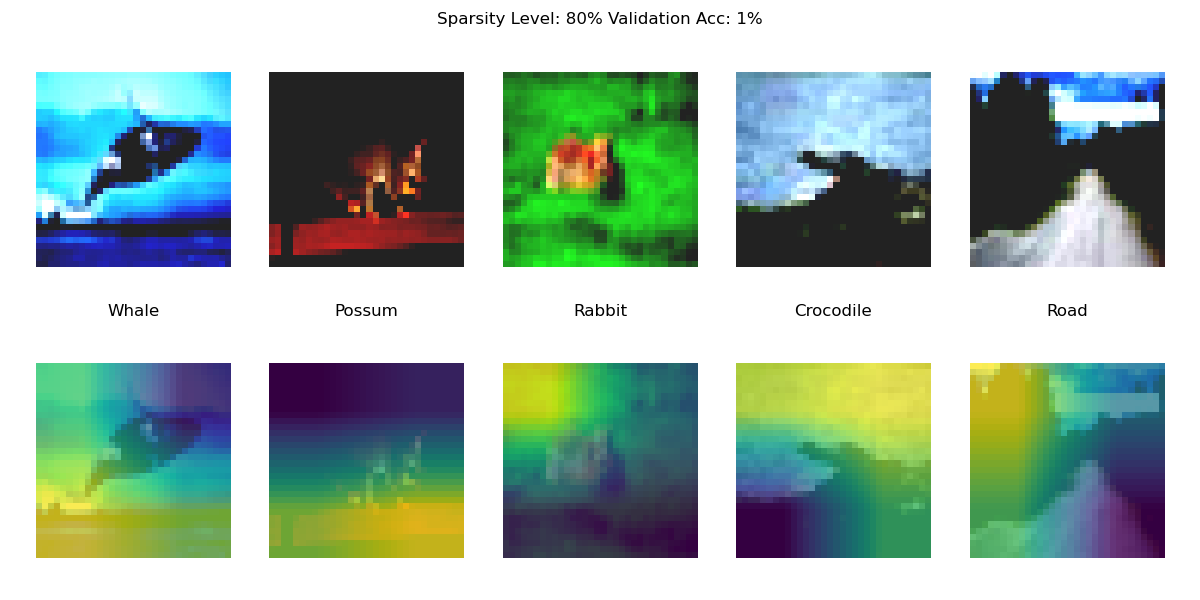 Sparsity Level: 80% Validation Acc: 1%
Whale
Possum
Rabbit
Crocodile
Road